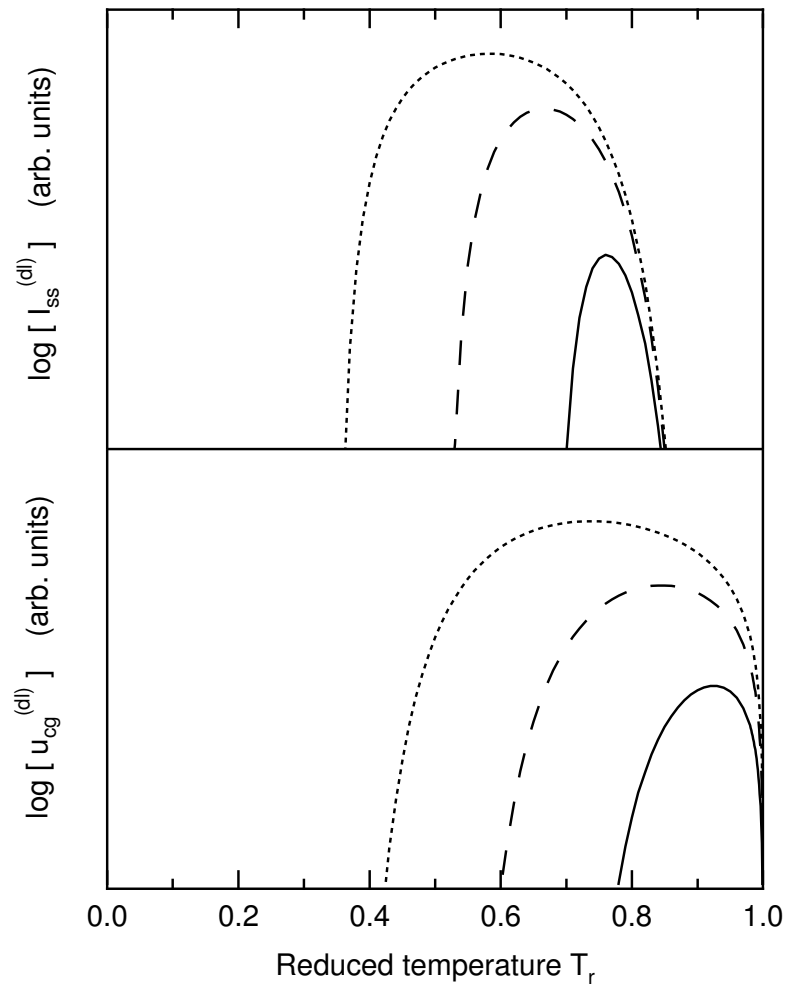 log [ I_ss^(dl) ] (arb. units)
log [ u_cg^(dl) ] (arb. units)
0.0 0.2 0.4 0.6 0.8 1.0
Reduced temperature T_r